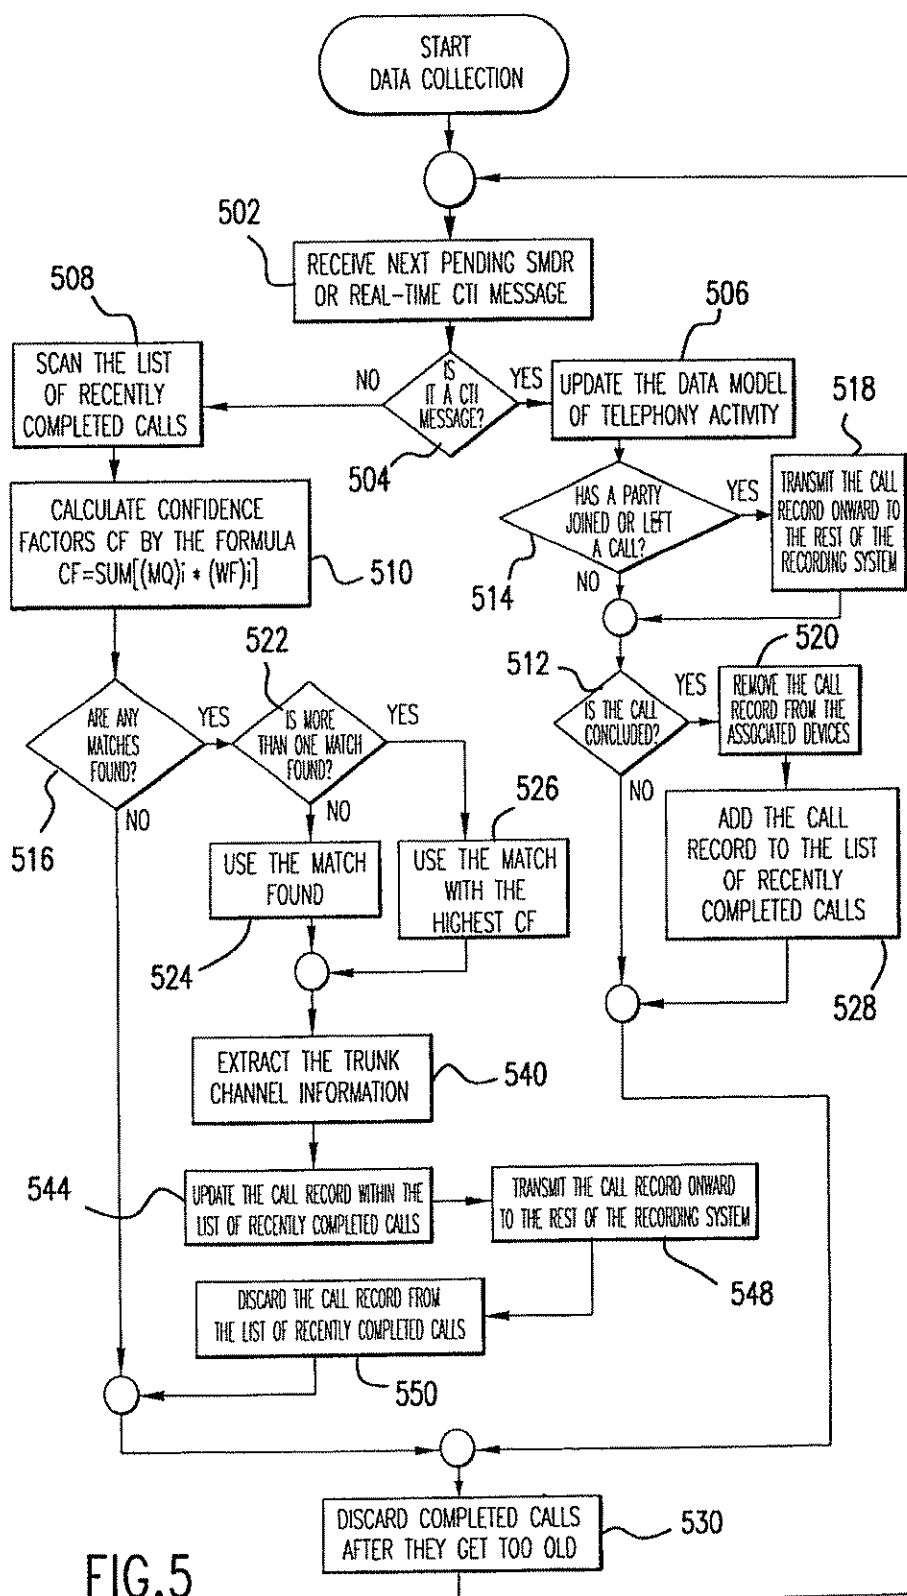 START
DATA COLLECTION
502
RECEIVE NEXT PENDING SMDR
OR REAL-TIME CTI MESSAGE
508
SCAN THE LIST
OF RECENTLY
COMPLETED CALLS
NO
IS
IT A CTI
MESSAGE?
YES
504
506
UPDATE THE DATA MODEL
OF TELEPHONY ACTIVITY
518
TRANSMIT THE CALL
RECORD ONWARD TO
THE REST OF THE
RECORDING SYSTEM
HAS A PARTY
JOINED OR LEFT
A CALL?
YES
514
NO
CALCULATE CONFIDENCE
FACTORS CF BY THE FORMULA
CF=SUM[(MQ)i * (WF)i]
510
512
IS THE CALL
CONCLUDED?
YES
NO
520
REMOVE THE CALL
RECORD FROM THE
ASSOCIATED DEVICES
ADD THE CALL
RECORD TO THE LIST
OF RECENTLY
COMPLETED CALLS
528
ARE ANY
MATCHES
FOUND?
YES
NO
516
522
IS MORE
THAN ONE MATCH
FOUND?
YES
NO
USE THE MATCH
FOUND
524
526
USE THE MATCH
WITH THE
HIGHEST CF
EXTRACT THE TRUNK
CHANNEL INFORMATION
540
544
UPDATE THE CALL RECORD WITHIN THE
LIST OF RECENTLY COMPLETED CALLS
TRANSMIT THE CALL RECORD ONWARD
TO THE REST OF THE RECORDING SYSTEM
548
DISCARD THE CALL RECORD FROM
THE LIST OF RECENTLY COMPLETED CALLS
550
DISCARD COMPLETED CALLS
AFTER THEY GET TOO OLD
530
FIG.5